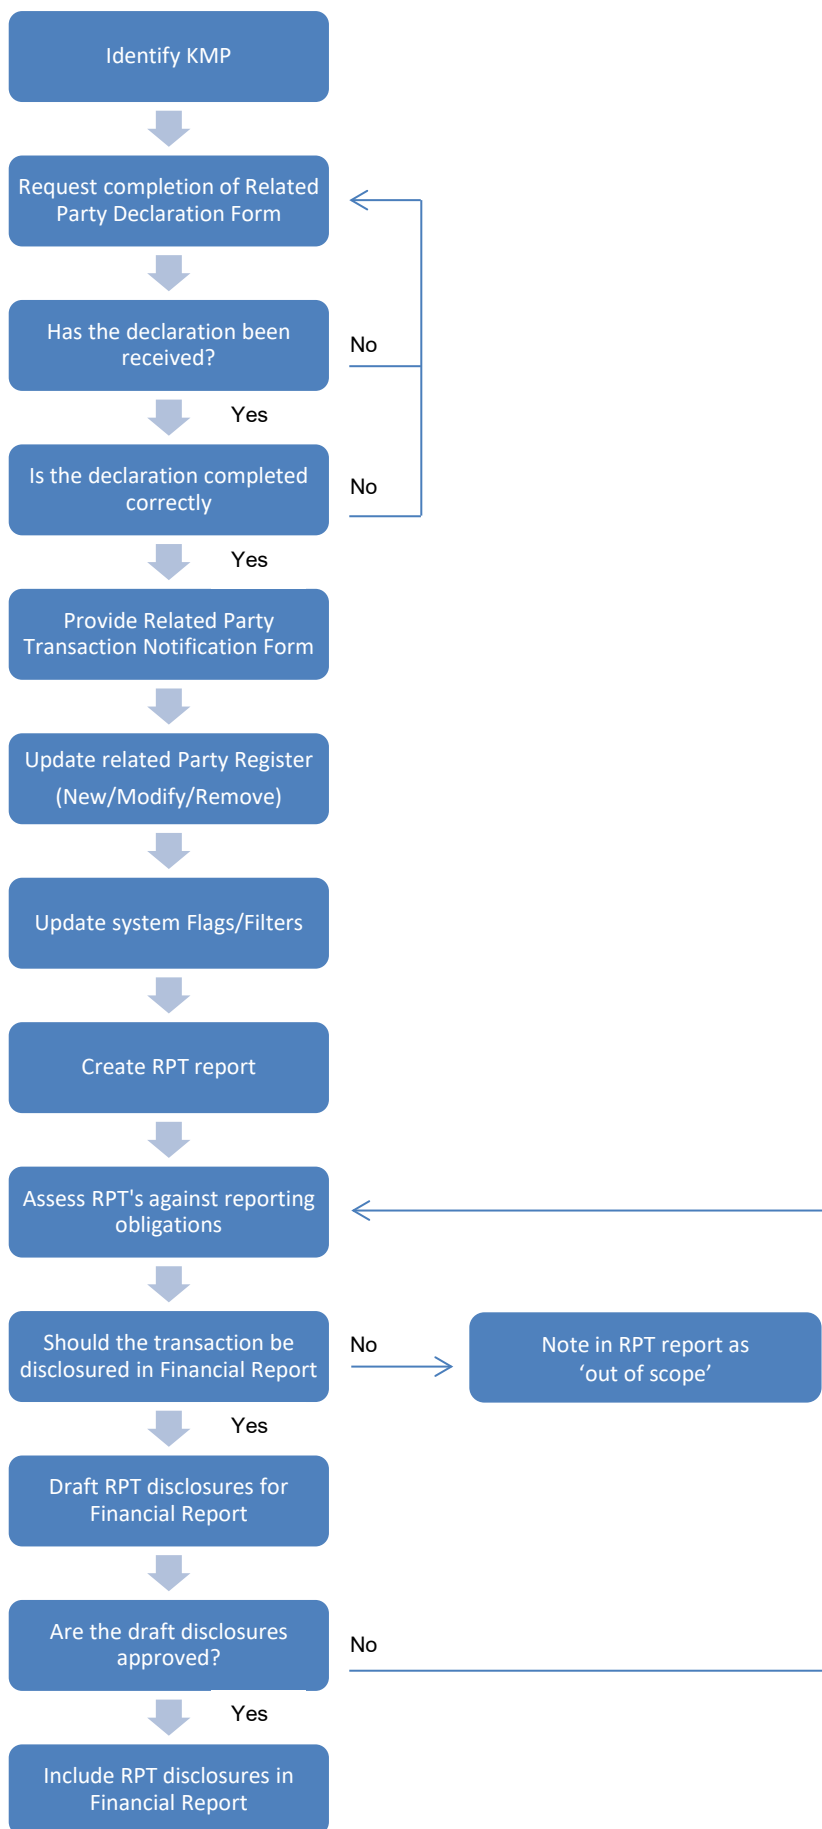 Identify KMP
Request completion of Related
Party Declaration Form
Has the declaration been
received?
No
Yes
Is the declaration completed
correctly
No
Yes
Provide Related Party
Transaction Notification Form
Update related Party Register
(New/Modify/Remove)
Update system Flags/Filters
Create RPT report
Assess RPT's against reporting
obligations
Should the transaction be
disclosed in Financial Report
No
Note in RPT report as
‘out of scope’
Yes
Draft RPT disclosures for
Financial Report
Are the draft disclosures
approved?
No
Yes
Include RPT disclosures in
Financial Report